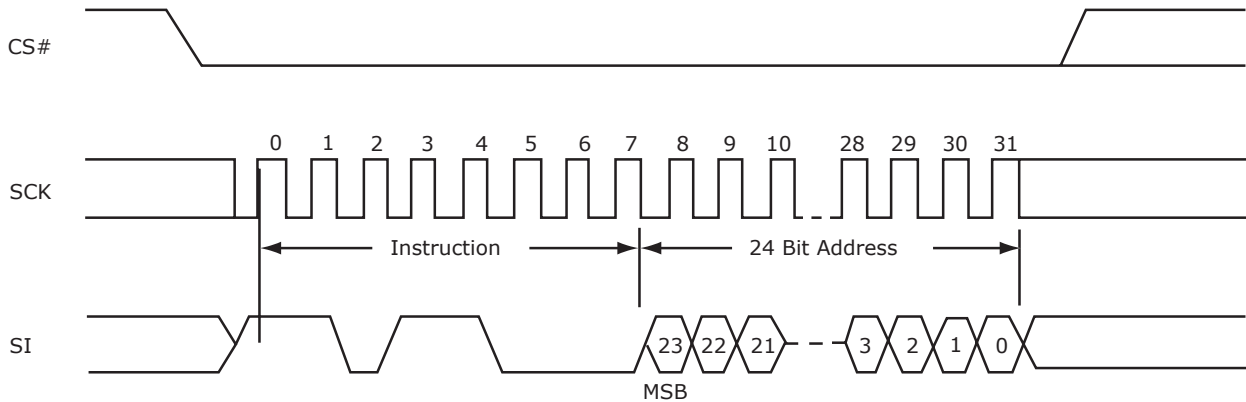 CS#
0 1 2 3 4 5 6 7 8 9 10 28 29 30 31
SCK
Instruction 24 Bit Address
SI 23 22 21 3 2 1 0
MSB